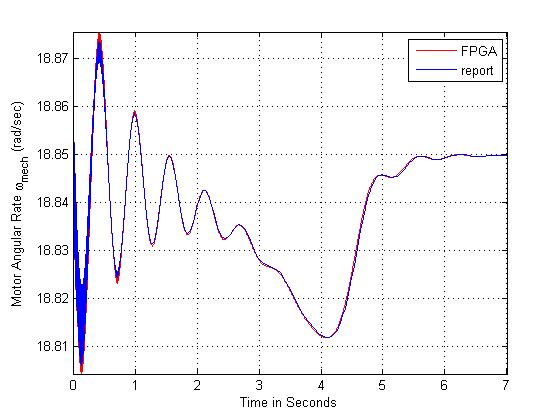 FPGA
report
18.87
18.86
18.85
18.84
18.83
18.82
18.81
Motor Angular Rate ω_mech (rad/sec)
0 1 2 3 4 5 6 7
Time in Seconds